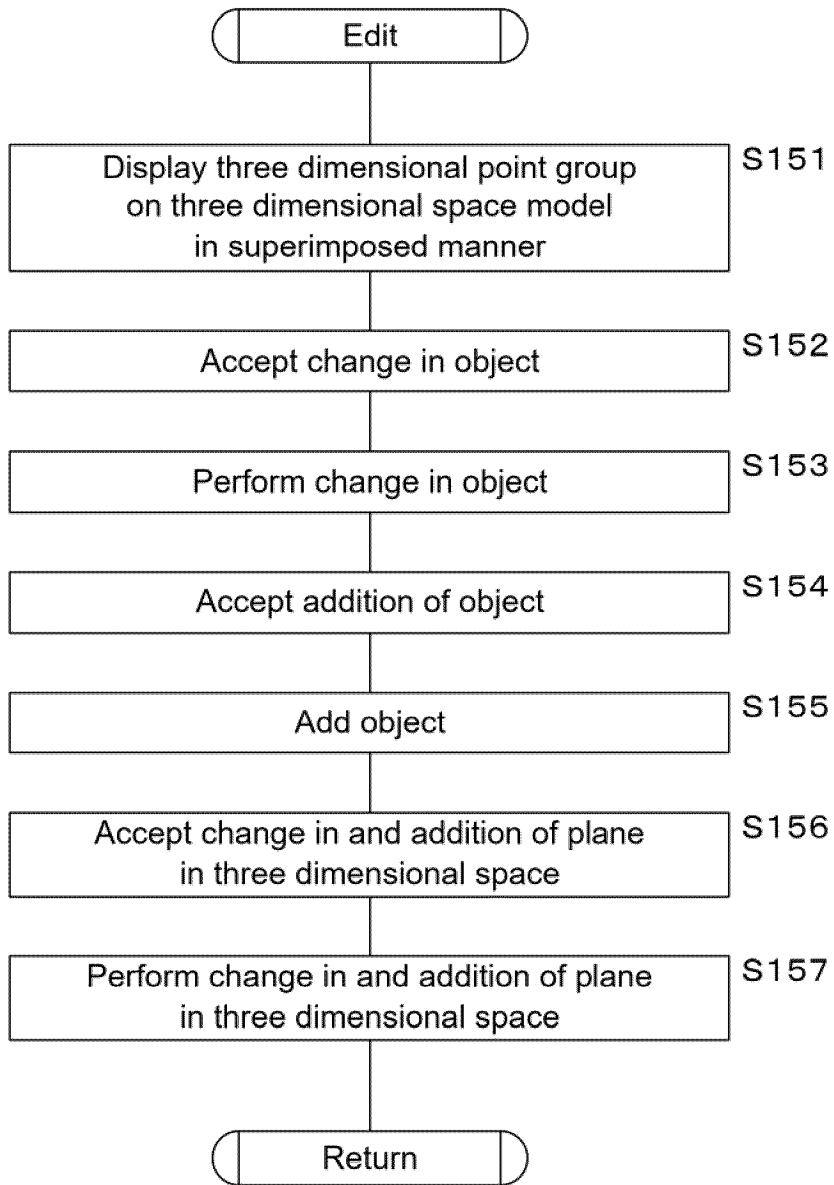 Edit
S151
Display three dimensional point group
on three dimensional space model
in superimposed manner
S152
Accept change in object
S153
Perform change in object
S154
Accept addition of object
S155
Add object
S156
Accept change in and addition of plane
in three dimensional space
S157
Perform change in and addition of plane
in three dimensional space
Return